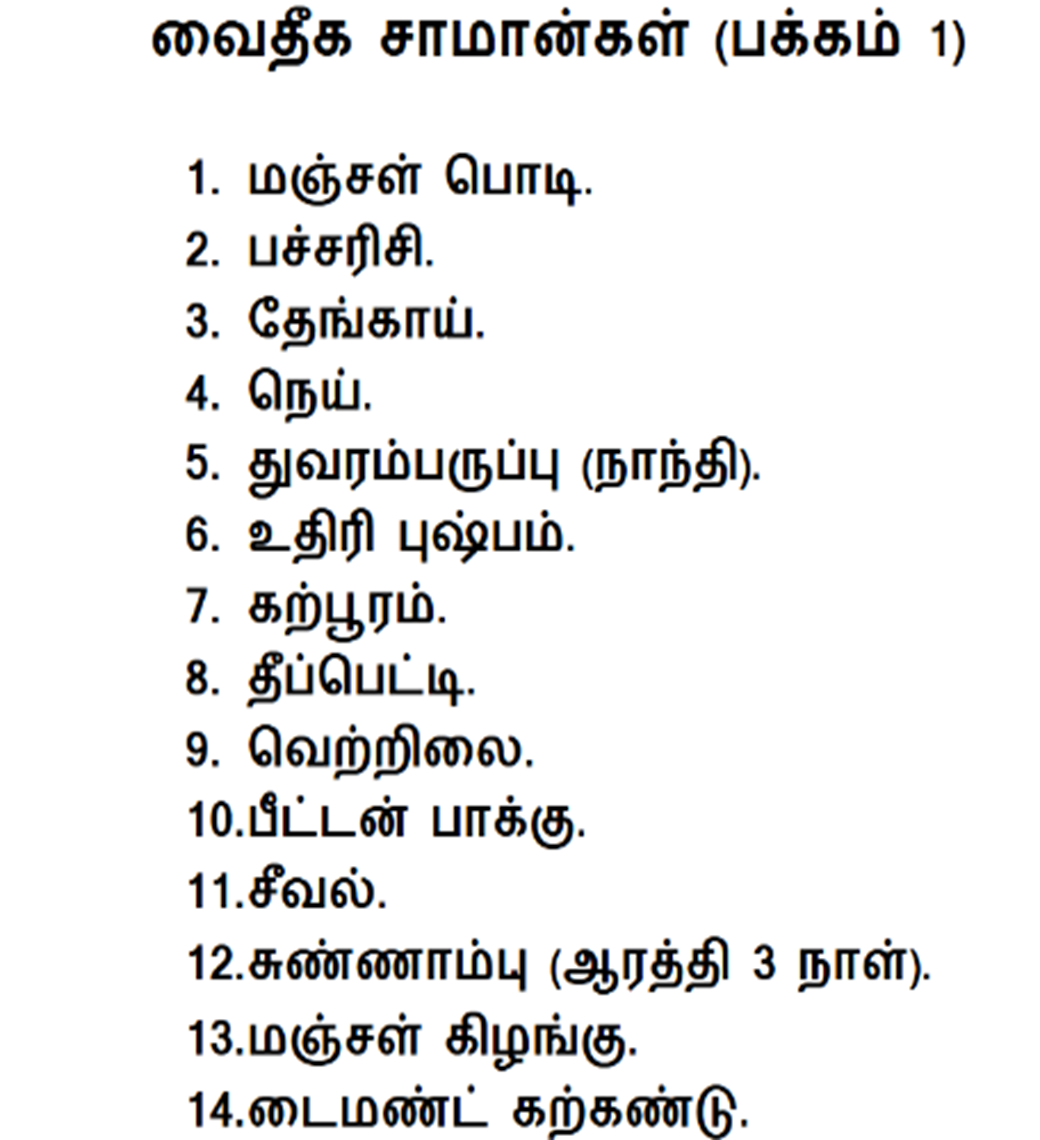 வைதீக சாமான்கள் (பக்கம் 1)
1. மஞ்சள் பொடி.
2. பச்சரிசி.
3. தேங்காய்.
4. நெய்.
5. துவரம்பருப்பு (நாந்தி).
6. உதிரி புஷ்பம்.
7. கற்பூரம்.
8. தீப்பெட்டி.
9. வெற்றிலை.
10.பீட்டன் பாக்கு.
11.சீவல்.
12.சுண்ணாம்பு (ஆரத்தி 3 நாள்).
13.மஞ்சள் கிழங்கு.
14.டைமண்ட் கற்கண்டு.